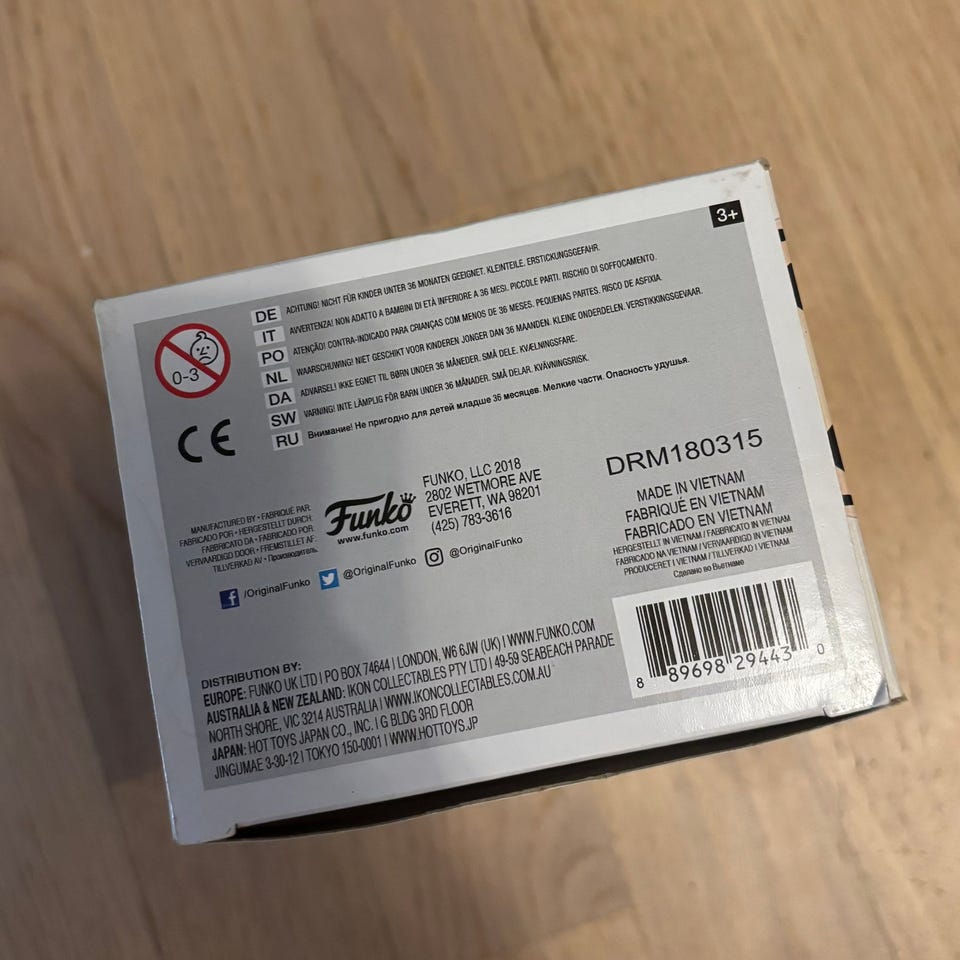 3+
0-3
DE ACHTUNG! NICHT FÜR KINDER UNTER 36 MONATEN GEEIGNET. KLEINTEILE. ERSTICKUNGSGEFAHR.
IT AVVERTENZA! NON ADATTO A BAMBINI DI ETÀ INFERIORE A 36 MESI. PICCOLE PARTI. RISCHIO DI SOFFOCAMENTO.
PO ATENÇÃO! CONTRA-INDICADO PARA CRIANÇAS COM MENOS DE 36 MESES. PEQUENAS PARTES. RISCO DE ASFIXIA.
NL WAARSCHUWING! NIET GESCHIKT VOOR KINDEREN JONGER DAN 36 MAANDEN. KLEINE ONDERDELEN. VERSTIKKINGSGEVAAR.
DA ADVARSEL! IKKE EGNET TIL BØRN UNDER 36 MÅNEDER. SMÅ DELE. KVÆLNINGSFARE.
SW VARNING! INTE LÄMPLIG FÖR BARN UNDER 36 MÅNADER. SMÅ DELAR. KVÄVNINGSRISK.
RU Внимание! Не пригодно для детей младше 36 месяцев. Мелкие части. Опасность удушья.
CE
MANUFACTURED BY • FABRIQUÉ PAR.
FABRICADO POR • HERGESTELLT DURCH.
FABBRICATO DA • FABRICADO POR.
VERVAARDIGD DOOR • FREMSTILLET AF.
TILLVERKAD AV • Производитель.
Funko
www.funko.com
FUNKO, LLC 2018
2802 WETMORE AVE
EVERETT, WA 98201
(425) 783-3616
/OriginalFunko @OriginalFunko @OriginalFunko
DRM180315
MADE IN VIETNAM
FABRIQUÉ EN VIETNAM
FABRICADO EN VIETNAM
HERGESTELLT IN VIETNAM / FABBRICATO IN VIETNAM
FABRICADO NA VIETNAM / VERVAARDIGD IN VIETNAM
PRODUCERET I VIETNAM / TILLVERKAD I VIETNAM
Сделано во Вьетнаме
DISTRIBUTION BY:
EUROPE: FUNKO UK LTD | PO BOX 74644 | LONDON, W6 6JW (UK) | WWW.FUNKO.COM
AUSTRALIA & NEW ZEALAND: IKON COLLECTABLES PTY LTD | 49-59 SEABEACH PARADE
NORTH SHORE, VIC 3214 AUSTRALIA | WWW.IKONCOLLECTABLES.COM.AU
JAPAN: HOT TOYS JAPAN CO., INC. | G BLDG 3RD FLOOR
JINGUMAE 3-30-12 | TOKYO 150-0001 | WWW.HOTTOYS.JP
8 89698 29443 0